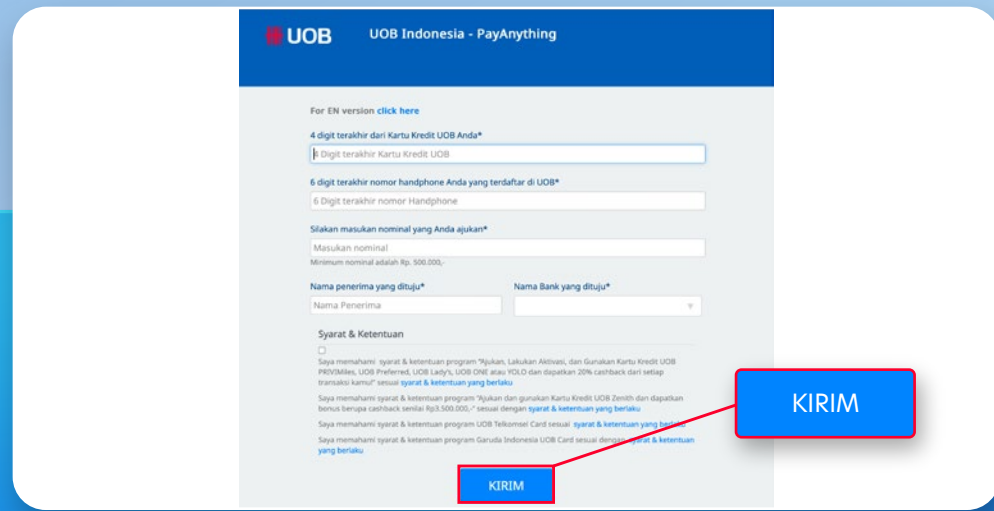 UOB
UOB Indonesia - PayAnything
For EN version click here
4 digit terakhir dari Kartu Kredit UOB Anda*
4 Digit terakhir Kartu Kredit UOB
6 digit terakhir nomor handphone Anda yang terdaftar di UOB*
6 Digit terakhir nomor Handphone
Silakan masukan nominal yang Anda ajukan*
Masukan nominal
Minimum nominal adalah Rp. 500.000,-
Nama penerima yang dituju* Nama Bank yang dituju*
Nama Penerima
Syarat & Ketentuan
Saya memahami syarat & ketentuan program "Ajukan, Lakukan Aktivasi, dan Gunakan Kartu Kredit UOB
PRIVIMiles, UOB Preferred, UOB Lady's, UOB ONE atau YOLO dan dapatkan 20% cashback dari setiap
transaksi kamu!" sesuai syarat & ketentuan yang berlaku
Saya memahami syarat & ketentuan program "Ajukan dan gunakan Kartu Kredit UOB Zenith dan dapatkan
bonus berupa cashback senilai Rp3.500.000,-" sesuai dengan syarat & ketentuan yang berlaku
Saya memahami syarat & ketentuan program UOB Telkomsel Card sesuai syarat & ketentuan yang berlaku
Saya memahami syarat & ketentuan program Garuda Indonesia UOB Card sesuai dengan syarat & ketentuan
yang berlaku
KIRIM
KIRIM